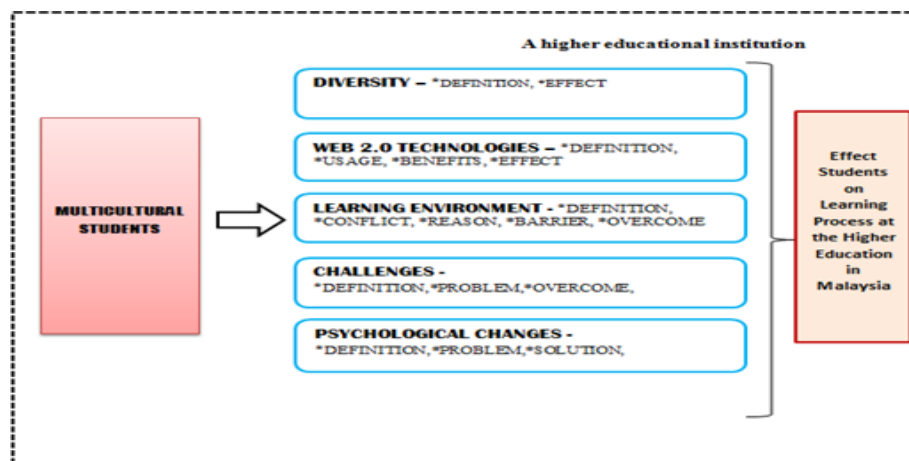 A higher educational institution
DIVERSITY – *DEFINITION, *EFFECT
WEB 2.0 TECHNOLOGIES – *DEFINITION,
*USAGE, *BENEFITS, *EFFECT
MULTICULTURAL
STUDENTS
LEARNING ENVIRONMENT - *DEFINITION,
*CONFLICT, *REASON, *BARRIER, *OVERCOME
CHALLENGES -
*DEFINITION,*PROBLEM,*OVERCOME,
PSYCHOLOGICAL CHANGES -
*DEFINITION,*PROBLEM,*SOLUTION,
Effect
Students
on
Learning
Process at
the Higher
Education
in
Malaysia